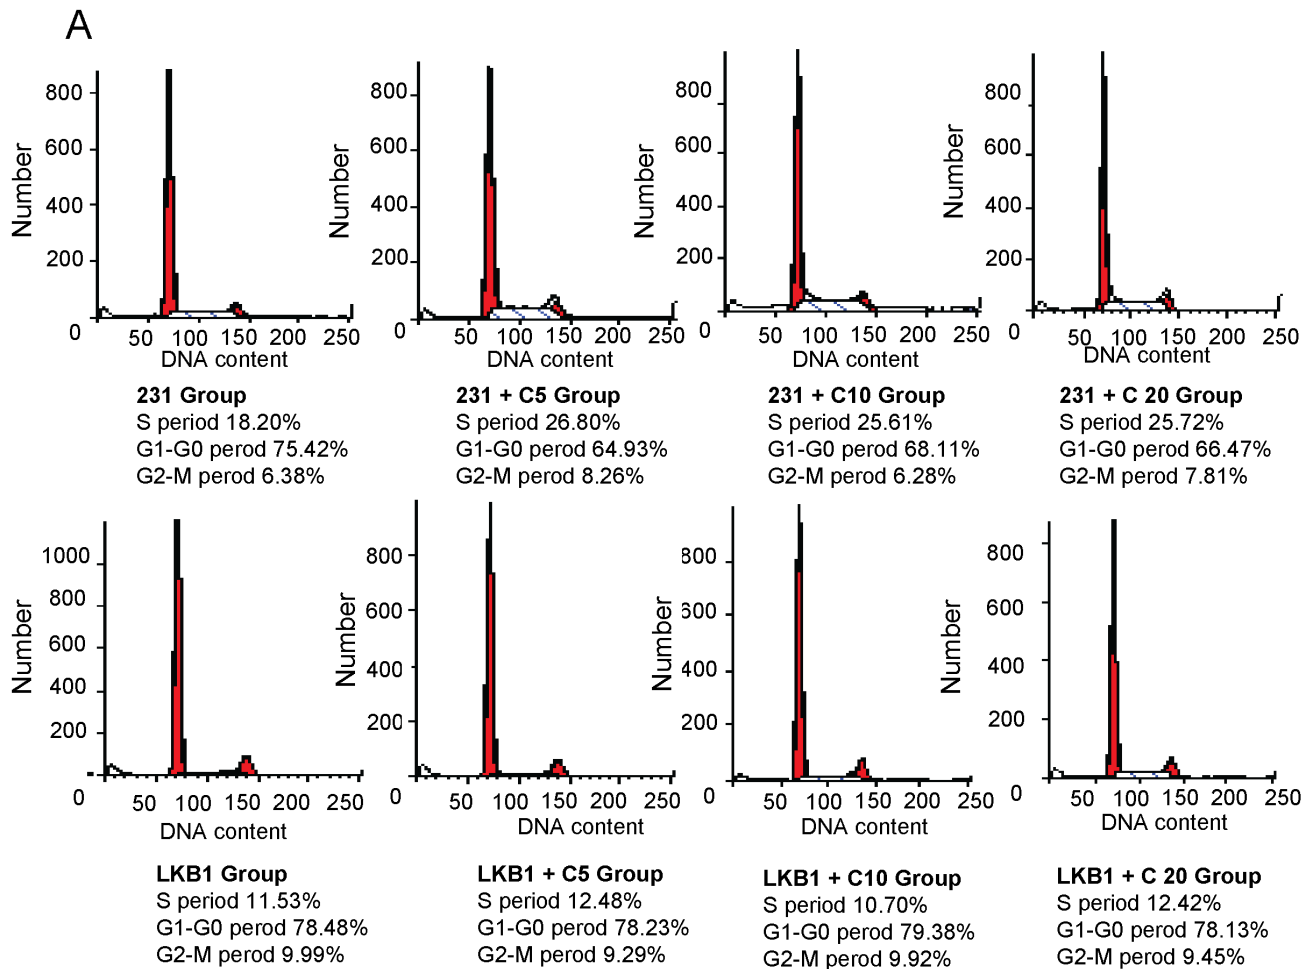 A
800
600
400
200
0
Number
50 100 150 200 250
DNA content
231 Group
S period 18.20%
G1-G0 perod 75.42%
G2-M perod 6.38%
800
600
400
200
0
Number
50 100 150 200 250
DNA content
231 + C5 Group
S period 26.80%
G1-G0 perod 64.93%
G2-M perod 8.26%
800
600
400
200
0
Number
50 100 150 200 250
DNA content
231 + C10 Group
S period 25.61%
G1-G0 perod 68.11%
G2-M perod 6.28%
800
600
400
200
0
Number
50 100 150 200 250
DNA content
231 + C 20 Group
S period 25.72%
G1-G0 perod 66.47%
G2-M perod 7.81%
1000
800
600
400
200
0
Number
50 100 150 200 250
DNA content
LKB1 Group
S period 11.53%
G1-G0 perod 78.48%
G2-M perod 9.99%
800
600
400
200
0
Number
50 100 150 200 250
DNA content
LKB1 + C5 Group
S period 12.48%
G1-G0 perod 78.23%
G2-M perod 9.29%
800
600
400
200
0
Number
50 100 150 200 250
DNA content
LKB1 + C10 Group
S period 10.70%
G1-G0 perod 79.38%
G2-M perod 9.92%
800
600
400
200
0
Number
50 100 150 200 250
DNA content
LKB1 + C 20 Group
S period 12.42%
G1-G0 perod 78.13%
G2-M perod 9.45%